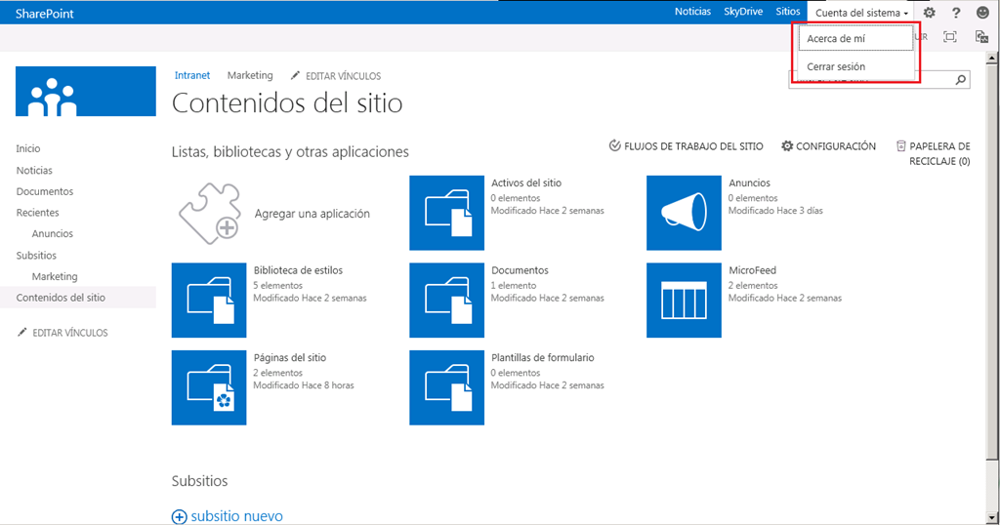 SharePoint
Noticias
SkyDrive
Sitios
Cuenta del sistema
?
Acerca de mí
Cerrar sesión
Intranet
Marketing
EDITAR VÍNCULOS
Contenidos del sitio
Inicio
Noticias
Documentos
Recientes
Anuncios
Subsitios
Marketing
Contenidos del sitio
EDITAR VÍNCULOS
Listas, bibliotecas y otras aplicaciones
FLUJOS DE TRABAJO DEL SITIO
CONFIGURACIÓN
PAPELERA DE
RECICLAJE (0)
Agregar una aplicación
Activos del sitio
0 elementos
Modificado Hace 2 semanas
Anuncios
0 elementos
Modificado Hace 3 días
Biblioteca de estilos
5 elementos
Modificado Hace 2 semanas
Documentos
1 elemento
Modificado Hace 2 semanas
MicroFeed
2 elementos
Modificado Hace 2 semanas
Páginas del sitio
2 elementos
Modificado Hace 8 horas
Plantillas de formulario
0 elementos
Modificado Hace 2 semanas
Subsitios
subsitio nuevo